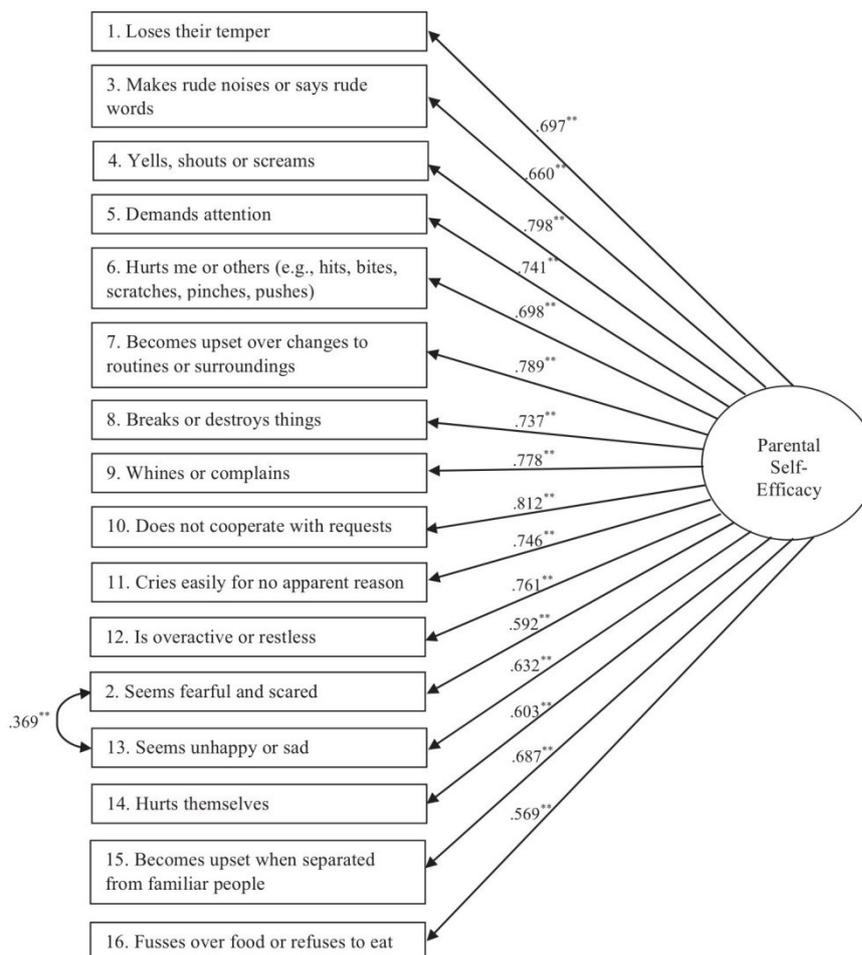 1. Loses their temper
3. Makes rude noises or says rude
words
4. Yells, shouts or screams
5. Demands attention
6. Hurts me or others (e.g., hits, bites,
scratches, pinches, pushes)
7. Becomes upset over changes to
routines or surroundings
8. Breaks or destroys things
9. Whines or complains
10. Does not cooperate with requests
11. Cries easily for no apparent reason
12. Is overactive or restless
2. Seems fearful and scared
13. Seems unhappy or sad
14. Hurts themselves
15. Becomes upset when separated
from familiar people
16. Fusses over food or refuses to eat
.369**
.697**
.660**
.798**
.741**
.698**
.789**
.737**
.778**
.812**
.746**
.761**
.592**
.632**
.603**
.687**
.569**
Parental
Self-
Efficacy